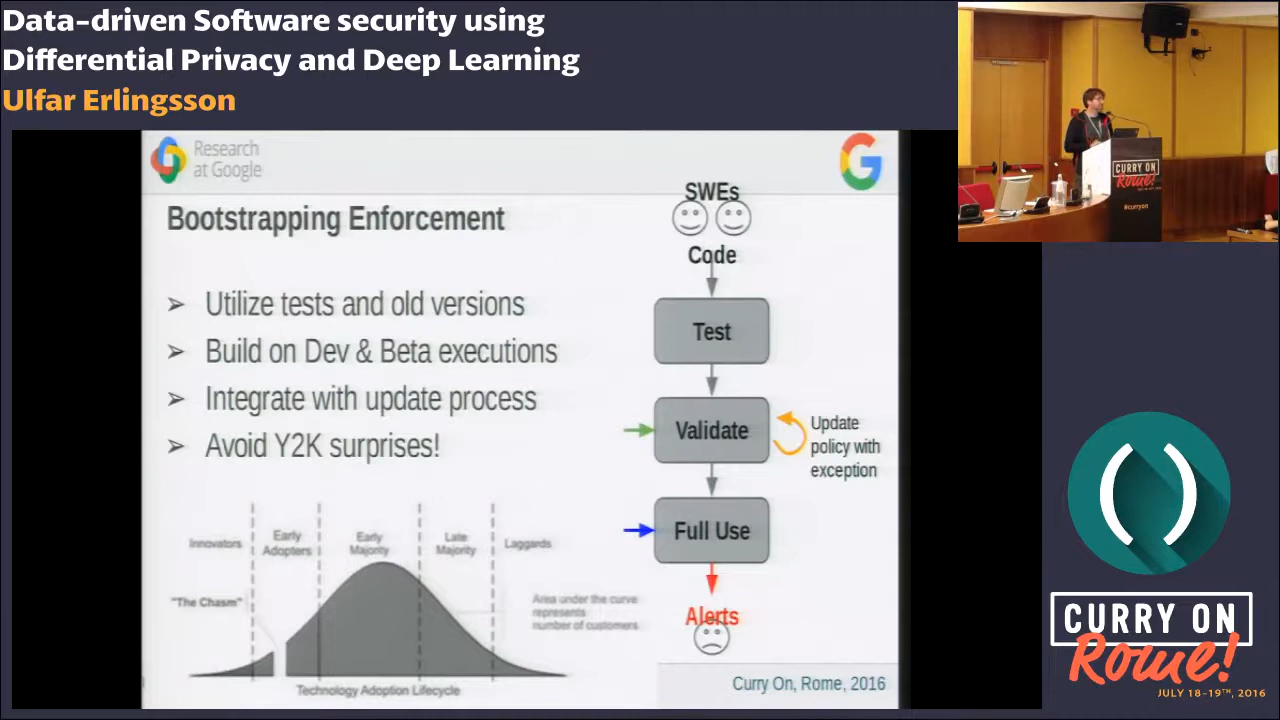 Data-driven Software security using
Differential Privacy and Deep Learning
Ulfar Erlingsson
Research
at Google
G
Bootstrapping Enforcement
➢ Utilize tests and old versions
➢ Build on Dev & Beta executions
➢ Integrate with update process
➢ Avoid Y2K surprises!
SWEs
Code
Test
Validate
Update
policy with
exception
Full Use
Alerts
Innovators
Early
Adopters
Early
Majority
Late
Majority
Laggards
"The Chasm"
Area under the curve
represents
number of customers
Technology Adoption Lifecycle
Curry On, Rome, 2016
CURRY ON
Rome!
#curryon
()
CURRY ON
Rome!
JULY 18-19TH, 2016